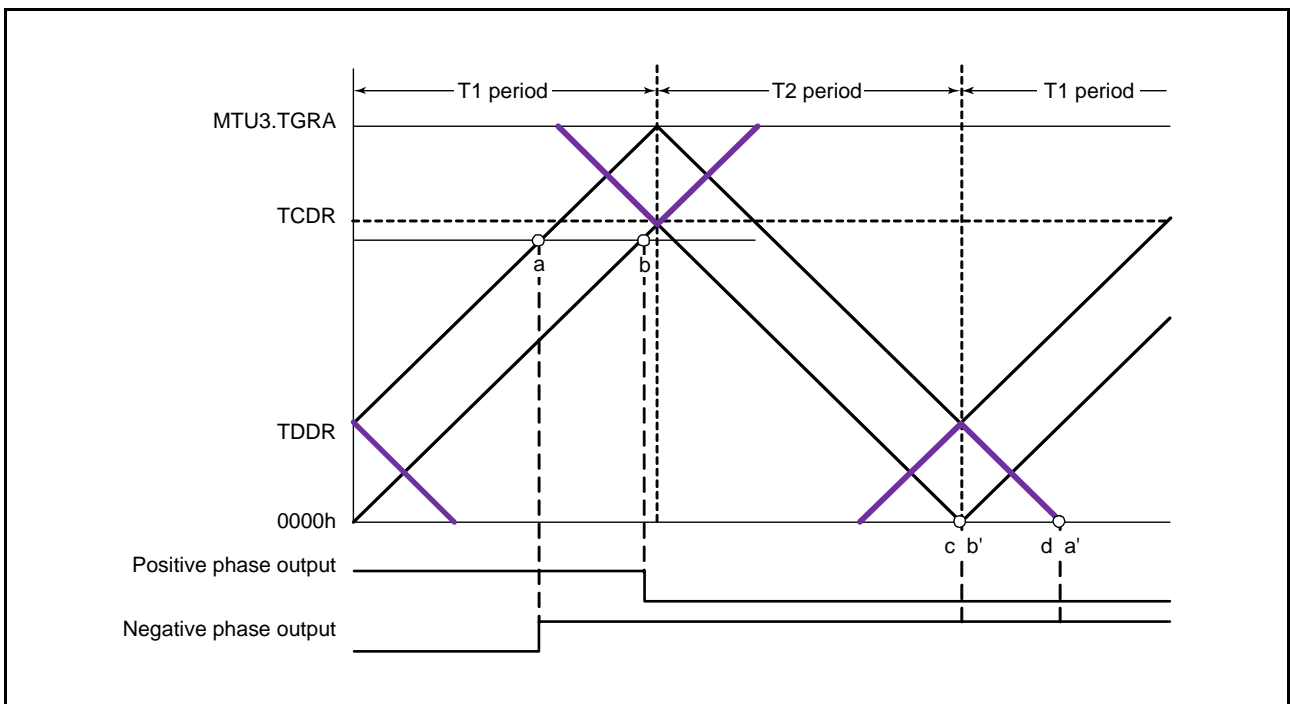 T1 period
T2 period
T1 period
MTU3.TGRA
TCDR
a
b
TDDR
0000h
c b' d a'
Positive phase output
Negative phase output